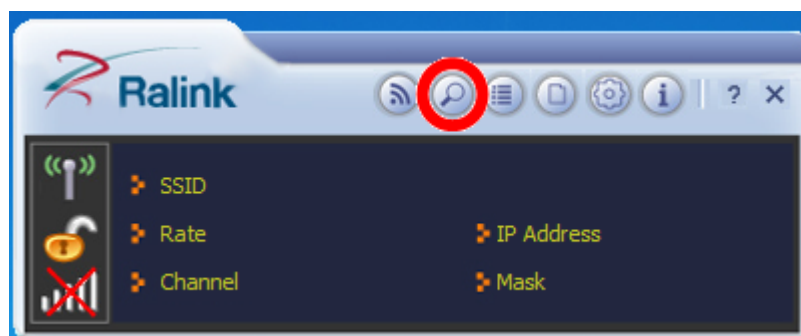 Ralink
? ×
SSID
Rate
IP Address
Channel
Mask